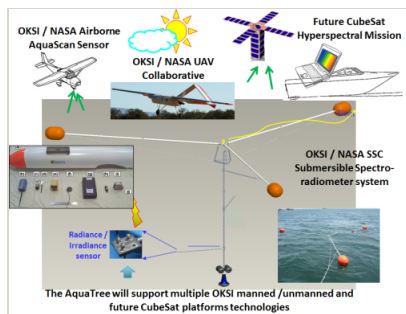 OKSI / NASA Airborne
AquaScan Sensor
OKSI / NASA UAV
Collaborative
Future CubeSat
Hyperspectral Mission
OKSI / NASA SSC
Submersible Spectro-
radiometer system
Radiance /
Irradiance
sensor
The AquaTree will support multiple OKSI manned /unmanned and
future CubeSat platforms technologies